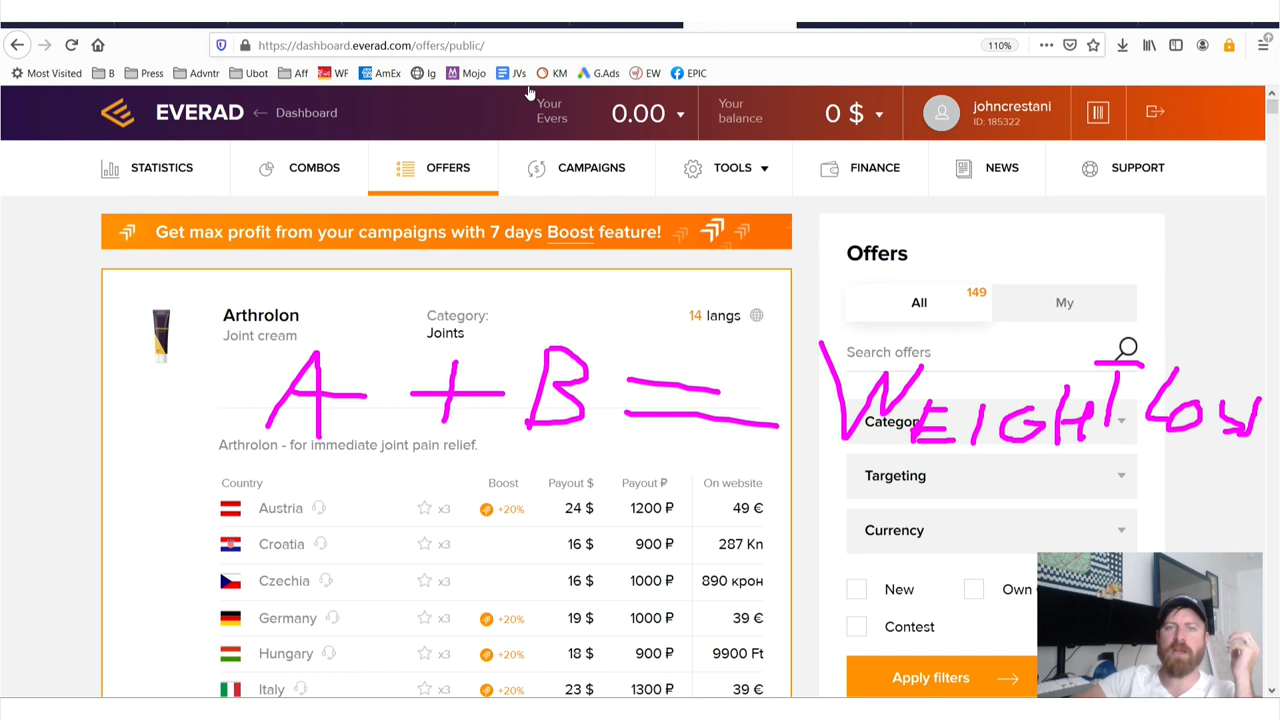 https://dashboard.everad.com/offers/public/
110%
Most Visited B Press Advntr Ubot Aff WF AmEx Ig Mojo JVs KM G.Ads EW EPIC
EVERAD Dashboard
Your Evers 0.00
Your balance 0 $
johncrestani
ID: 185322
STATISTICS COMBOS OFFERS CAMPAIGNS TOOLS FINANCE NEWS SUPPORT
Get max profit from your campaigns with 7 days Boost feature!
Arthrolon
Joint cream
Category:
Joints
14 langs
A + B =
Arthrolon - for immediate joint pain relief.
Country Boost Payout $ Payout ₽ On website
Austria x3 +20% 24 $ 1200 ₽ 49 €
Croatia x3 16 $ 900 ₽ 287 Kn
Czechia x3 16 $ 1000 ₽ 890 крон
Germany x3 +20% 19 $ 1000 ₽ 39 €
Hungary x3 +20% 18 $ 900 ₽ 9900 Ft
Italy x3 +20% 23 $ 1300 ₽ 39 €
Offers
All 149 My
Search offers
WEIGHT
Categor
Targeting
Currency
New Own
Contest
Apply filters